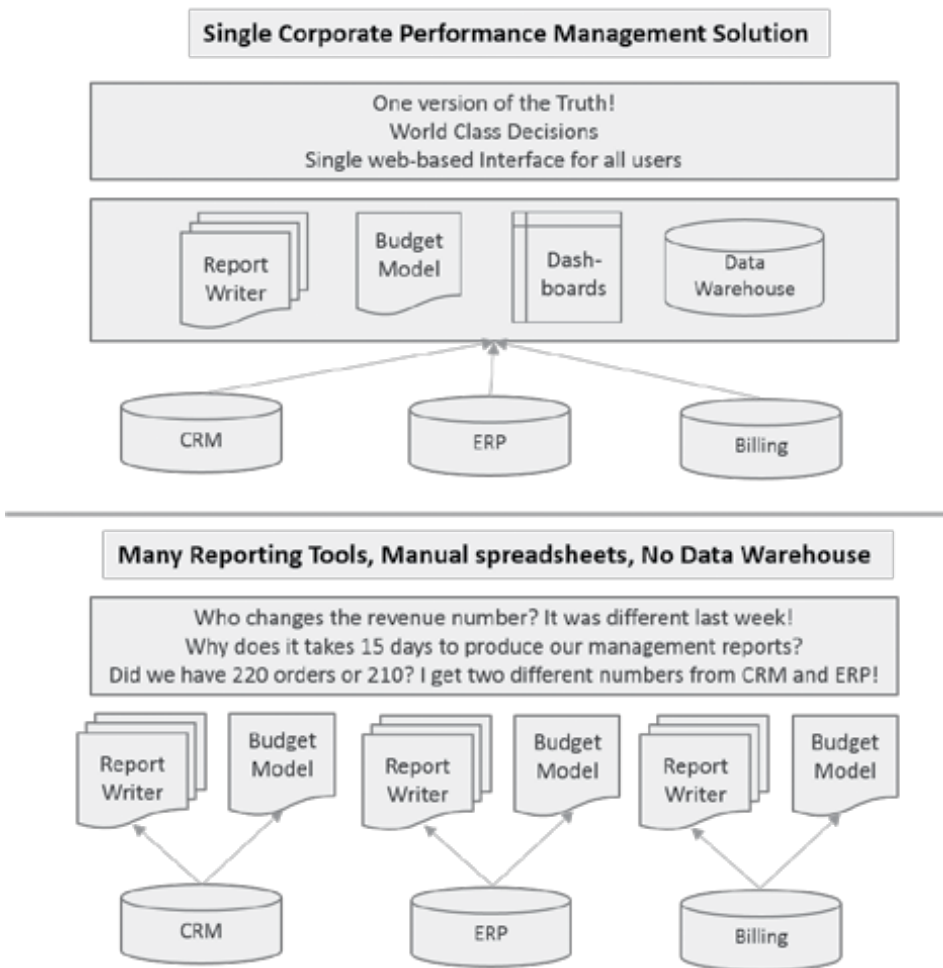 Single Corporate Performance Management Solution
One version of the Truth!
World Class Decisions
Single web-based Interface for all users
Report
Writer
Budget
Model
Dash-
boards
Data
Warehouse
CRM
ERP
Billing
Many Reporting Tools, Manual spreadsheets, No Data Warehouse
Who changes the revenue number? It was different last week!
Why does it takes 15 days to produce our management reports?
Did we have 220 orders or 210? I get two different numbers from CRM and ERP!
Report
Writer
Budget
Model
Report
Writer
Budget
Model
Report
Writer
Budget
Model
CRM
ERP
Billing